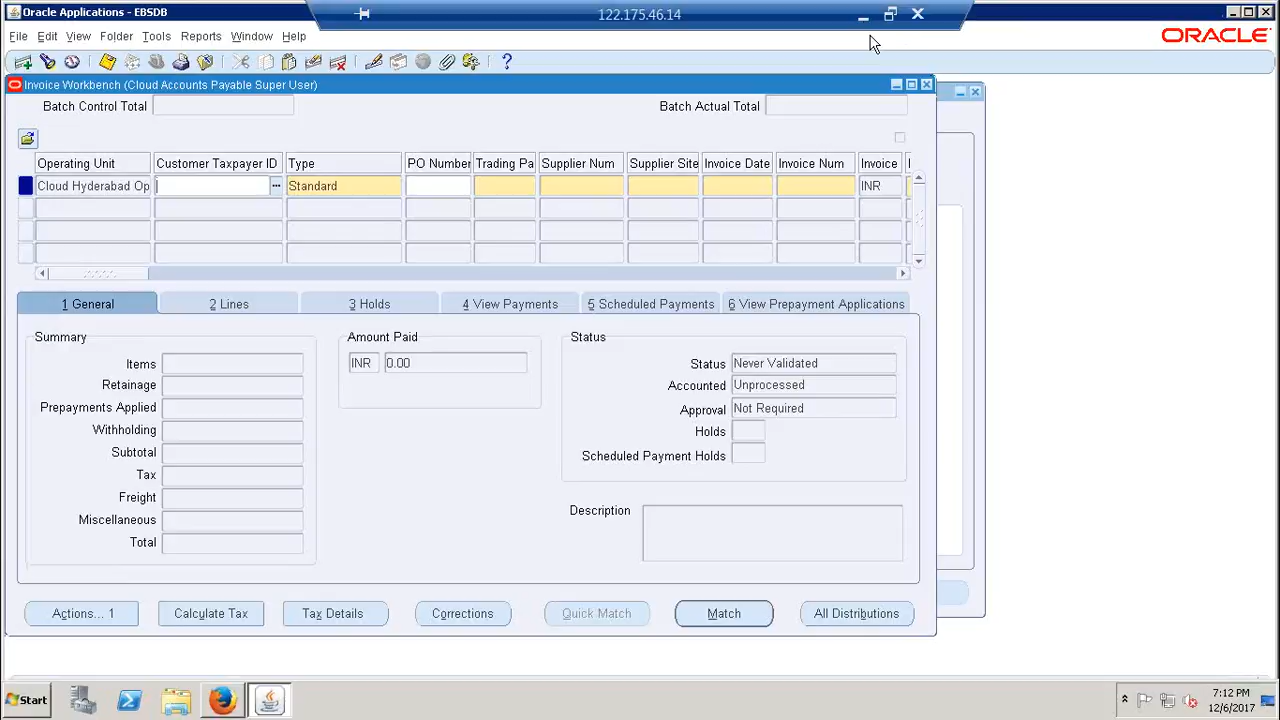 Oracle Applications - EBSDB
122.175.46.14
File Edit View Folder Tools Reports Window Help
ORACLE
Invoice Workbench (Cloud Accounts Payable Super User)
Batch Control Total
Batch Actual Total
Operating Unit Customer Taxpayer ID Type PO Number Trading Pa Supplier Num Supplier Site Invoice Date Invoice Num Invoice
Cloud Hyderabad Op Standard INR
1 General 2 Lines 3 Holds 4 View Payments 5 Scheduled Payments 6 View Prepayment Applications
Summary Amount Paid Status
Items INR 0.00 Status Never Validated
Retainage Accounted Unprocessed
Prepayments Applied Approval Not Required
Withholding Holds
Subtotal Scheduled Payment Holds
Tax
Freight
Description
Miscellaneous
Total
Actions... 1 Calculate Tax Tax Details Corrections Quick Match Match All Distributions
Start
7:12 PM
12/6/2017